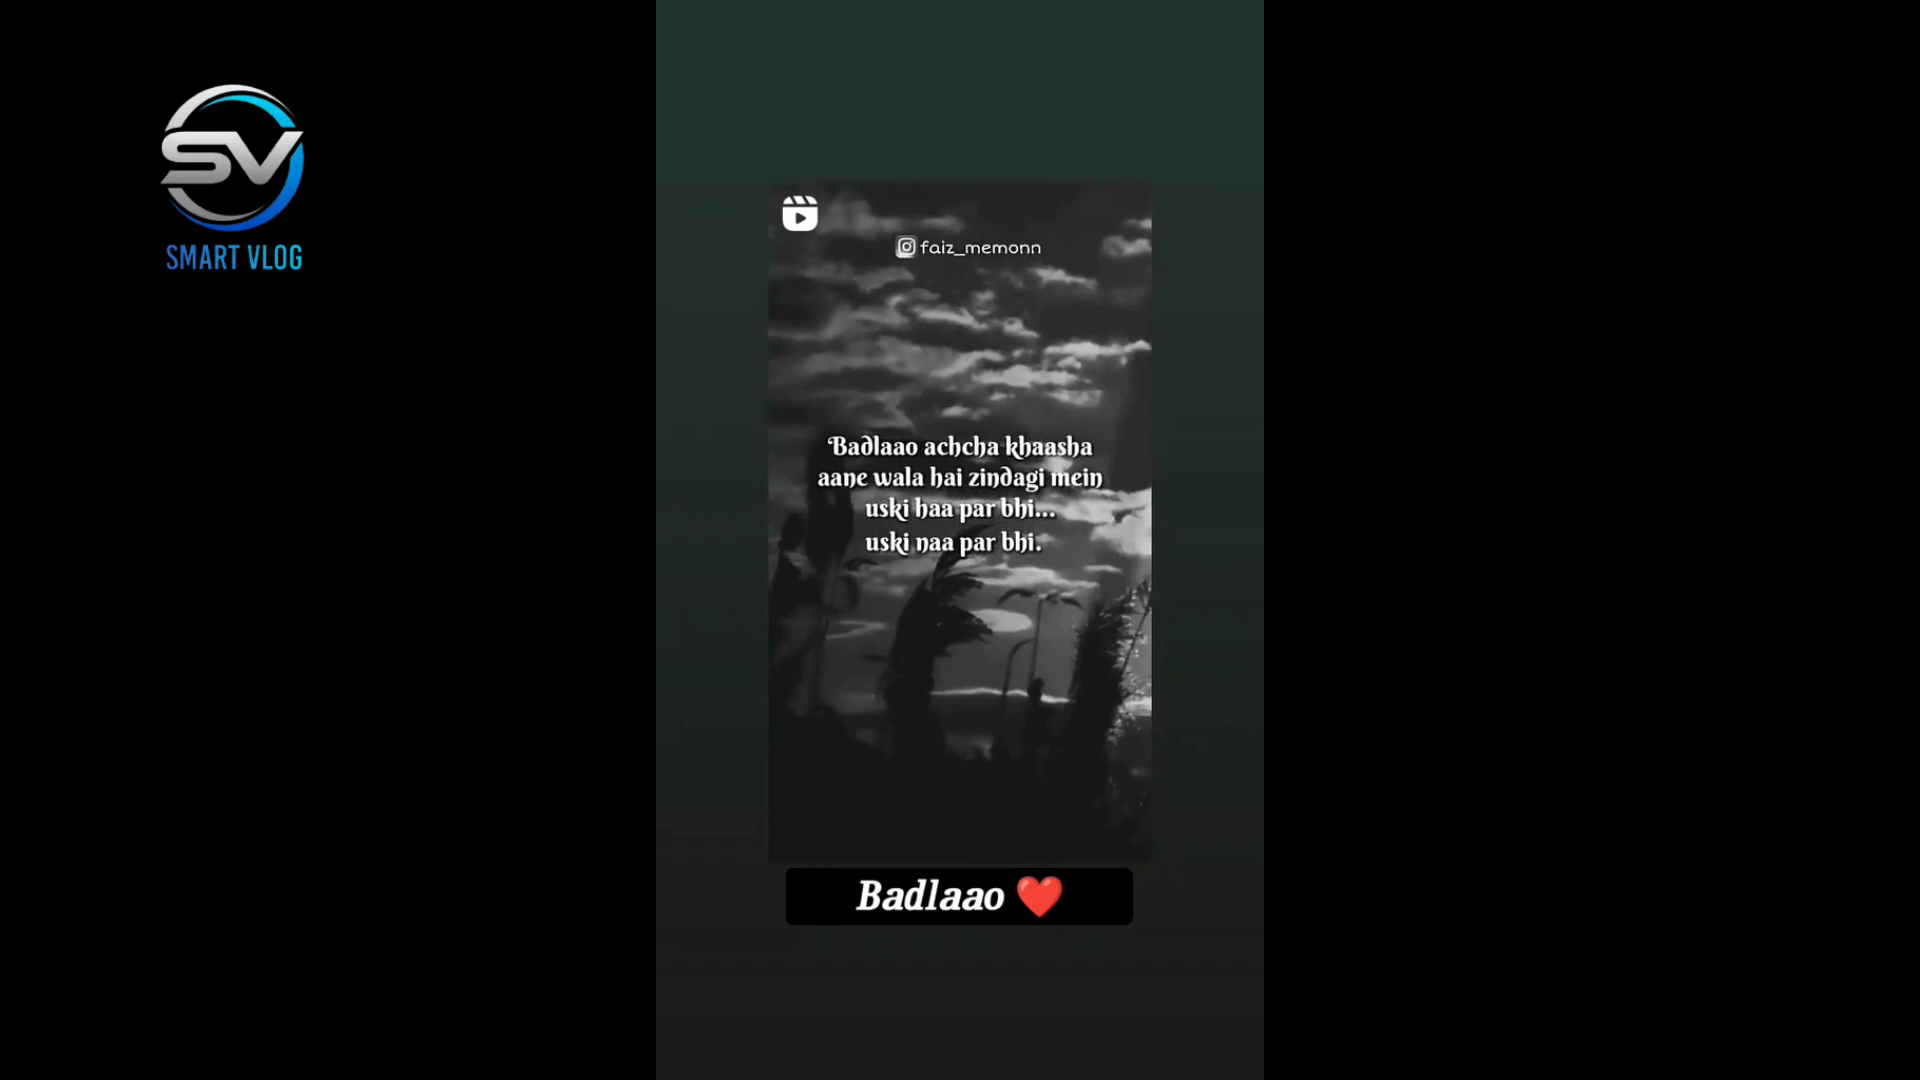 SV
SMART VLOG
faiz_memonn
Badlaao achcha khaasha
aane wala hai zindagi mein
uski haa par bhi...
uski naa par bhi.
Badlaao ❤️